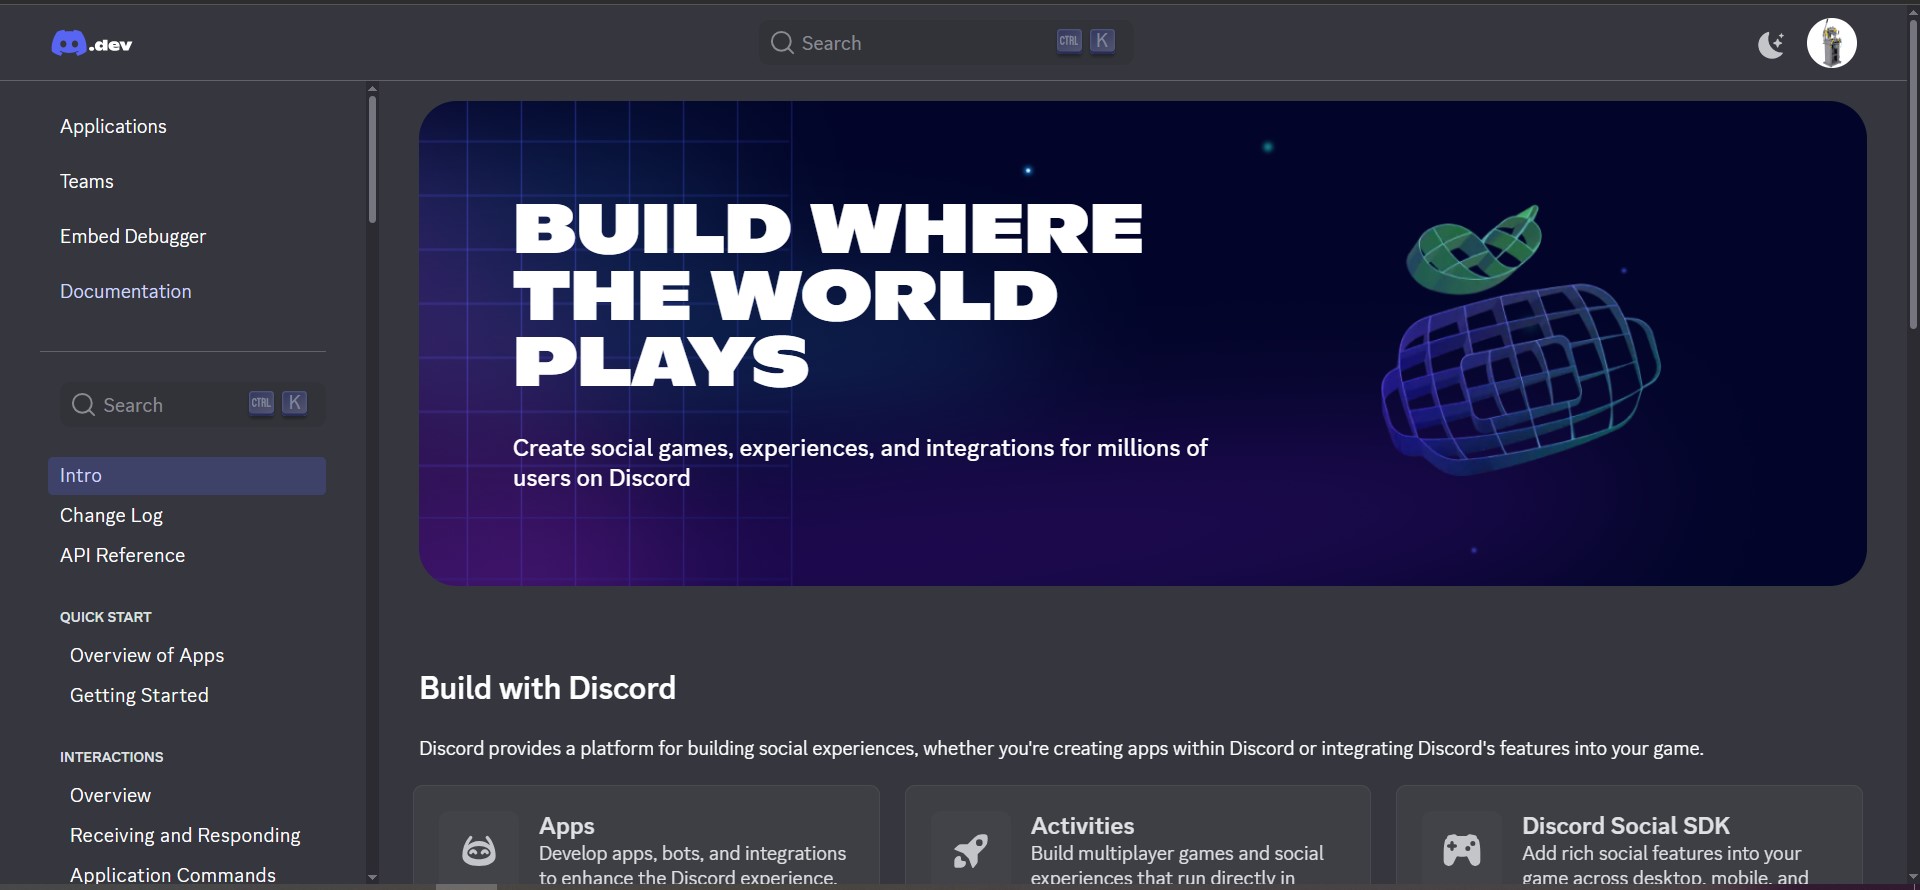 .dev
Search
CTRL K
Applications
Teams
Embed Debugger
Documentation
Search
CTRL K
Intro
Change Log
API Reference
QUICK START
Overview of Apps
Getting Started
INTERACTIONS
Overview
Receiving and Responding
Application Commands
BUILD WHERE
THE WORLD
PLAYS
Create social games, experiences, and integrations for millions of
users on Discord
Build with Discord
Discord provides a platform for building social experiences, whether you're creating apps within Discord or integrating Discord's features into your game.
Apps
Develop apps, bots, and integrations
to enhance the Discord experience.
Activities
Build multiplayer games and social
experiences that run directly in
Discord Social SDK
Add rich social features into your
game across desktop, mobile, and